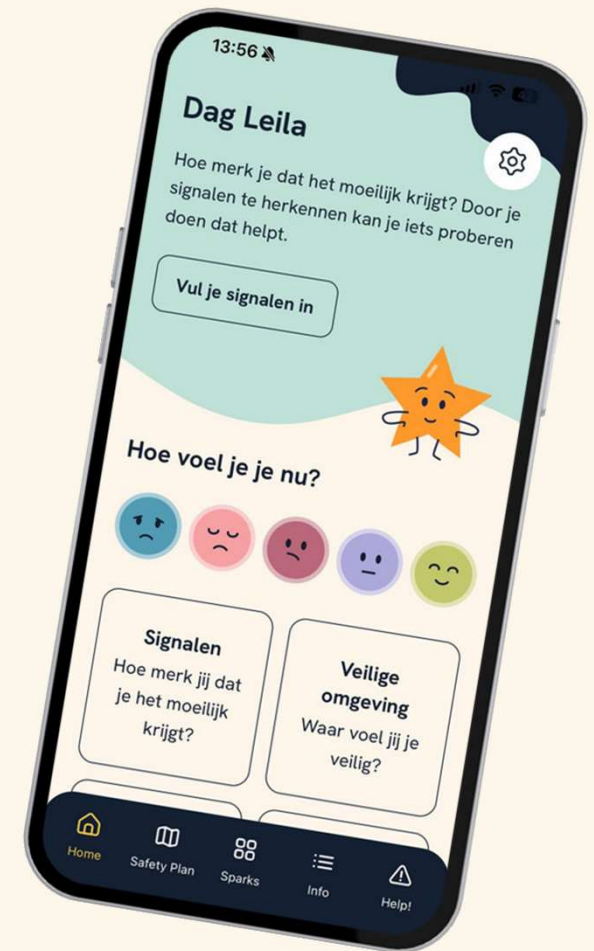 13:56
Dag Leila
Hoe merk je dat het moeilijk krijgt? Door je
signalen te herkennen kan je iets proberen
doen dat helpt.
Vul je signalen in
Hoe voel je je nu?
Signalen
Hoe merk jij dat
je het moeilijk
krijgt?
Veilige
omgeving
Waar voel jij je
veilig?
Home
Safety Plan
Sparks
Info
Help!